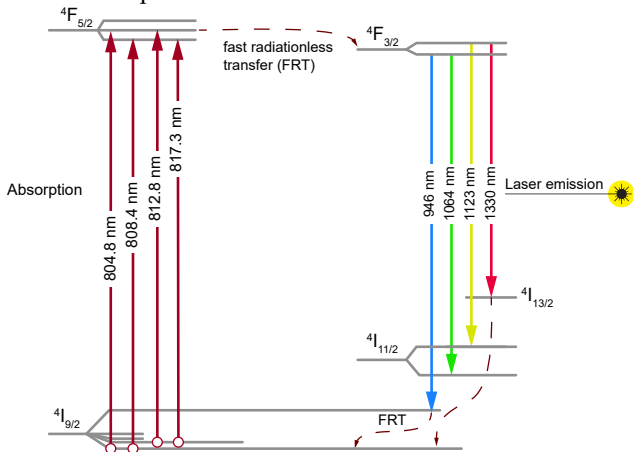 ⁴F₅/₂
fast radiationless
transfer (FRT)
⁴F₃/₂
Absorption
804.8 nm
808.4 nm
812.8 nm
817.3 nm
946 nm
1064 nm
1123 nm
1330 nm
Laser emission
⁴I₁₃/₂
⁴I₁₁/₂
⁴I₉/₂
FRT